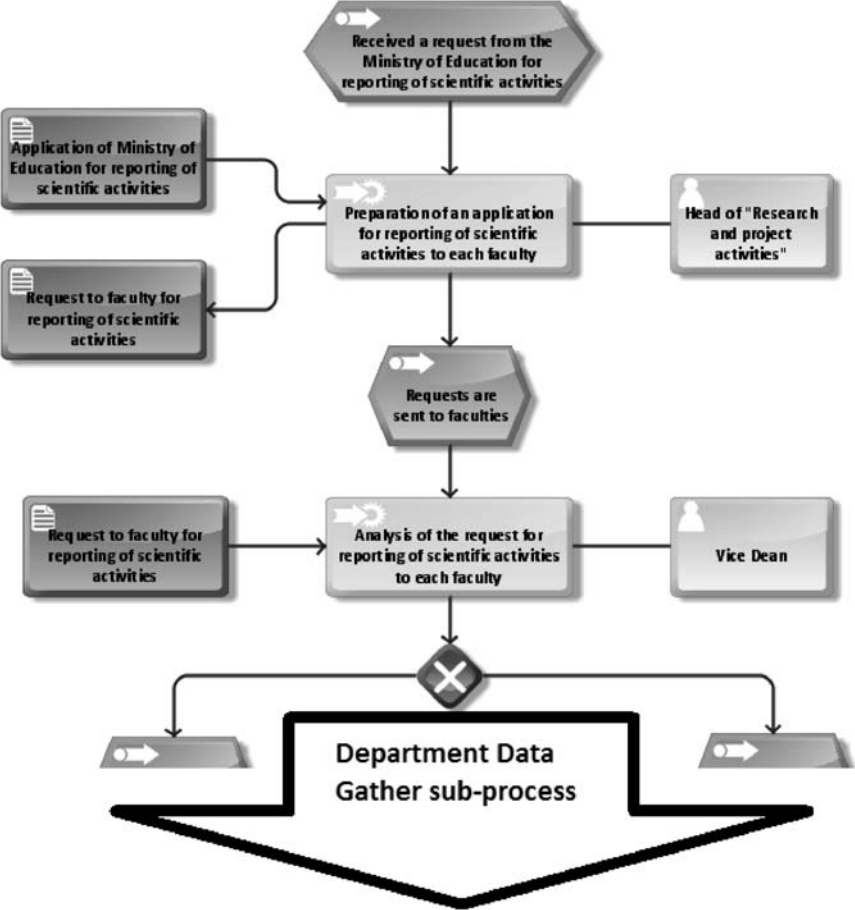 Received a request from the
Ministry of Education for
reporting of scientific activities
Application of Ministry of
Education for reporting of
scientific activities
Preparation of an application
for reporting of scientific
activities to each faculty
Head of "Research
and project
activities"
Request to faculty for
reporting of scientific
activities
Requests are
sent to faculties
Request to faculty for
reporting of scientific
activities
Analysis of the request for
reporting of scientific activities
to each faculty
Vice Dean
Department Data
Gather sub-process